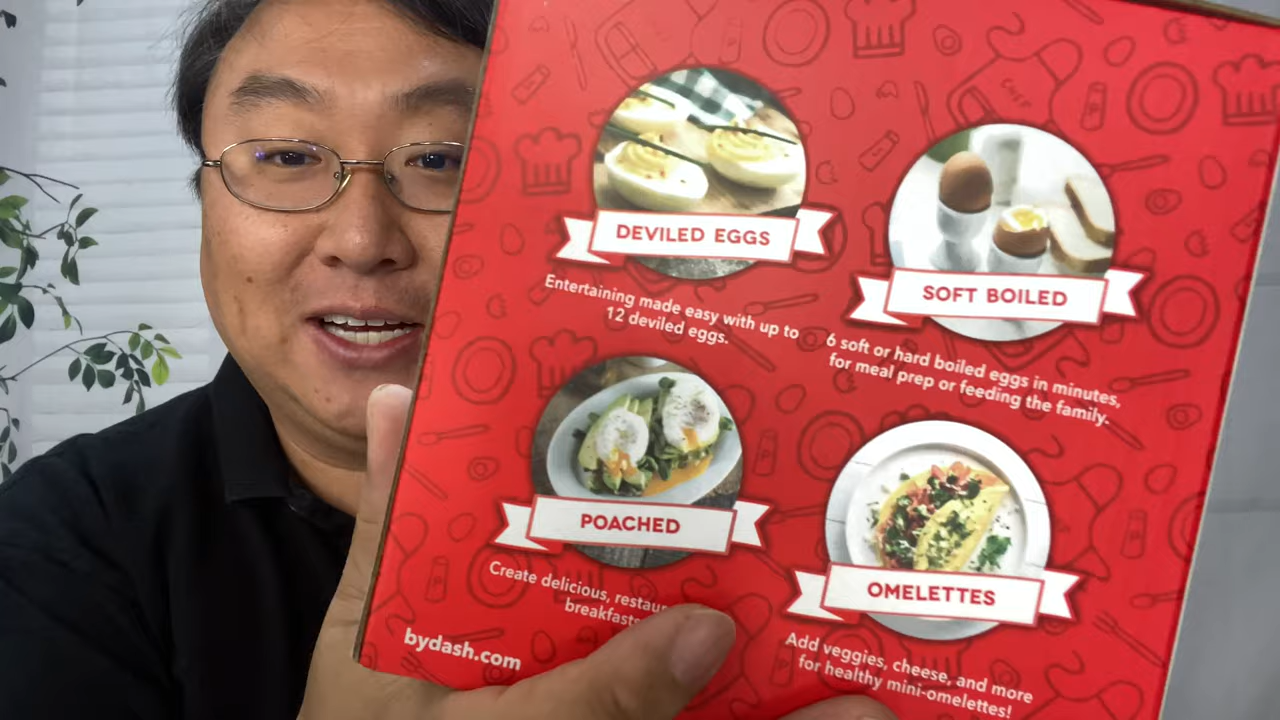 DEVILED EGGS
Entertaining made easy with up to
12 deviled eggs.
SOFT BOILED
6 soft or hard boiled eggs in minutes,
for meal prep or feeding the family.
POACHED
Create delicious,
OMELETTES
Add veggies, cheese, and more
for healthy mini-omelettes!
bydash.com
CHEF